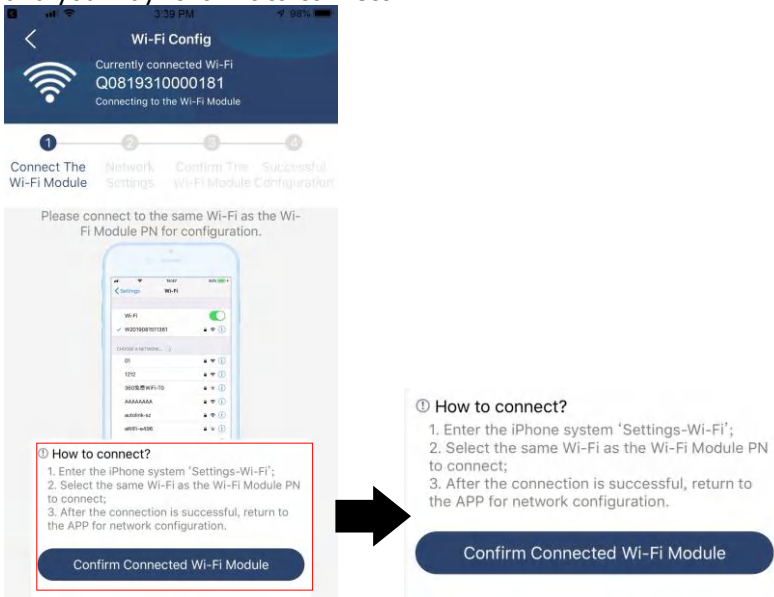 3:39 PM
98%
Wi-Fi Config
Currently connected Wi-Fi
Q0819310000181
Connecting to the Wi-Fi Module
1 2 3 4
Connect The Network Confirm The Successful
Wi-Fi Module Settings Wi-Fi Module Configuration
Please connect to the same Wi-Fi as the Wi-
Fi Module PN for configuration.
Settings Wi-Fi
Wi-Fi
CHOOSE A NETWORK...
01
1212
AAAAAAAA
autolink-sz
How to connect?
1. Enter the iPhone system ‘Settings-Wi-Fi’;
2. Select the same Wi-Fi as the Wi-Fi Module PN
to connect;
3. After the connection is successful, return to
the APP for network configuration.
Confirm Connected Wi-Fi Module
How to connect?
1. Enter the iPhone system ‘Settings-Wi-Fi’;
2. Select the same Wi-Fi as the Wi-Fi Module PN
to connect;
3. After the connection is successful, return to
the APP for network configuration.
Confirm Connected Wi-Fi Module